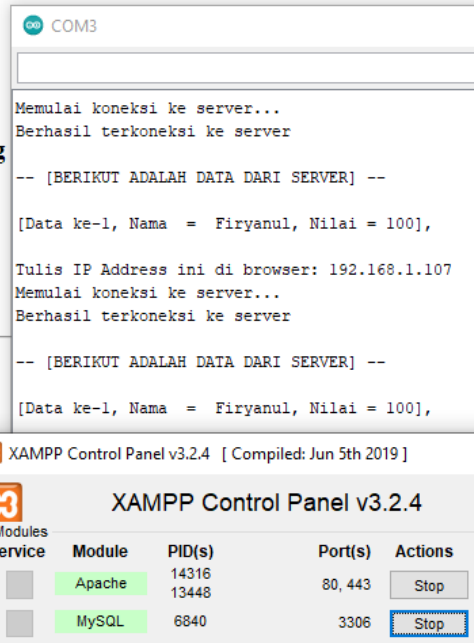 COM3
Memulai koneksi ke server...
Berhasil terkoneksi ke server
-- [BERIKUT ADALAH DATA DARI SERVER] --
[Data ke-1, Nama  =  Firyanul, Nilai = 100],
Tulis IP Address ini di browser: 192.168.1.107
Memulai koneksi ke server...
Berhasil terkoneksi ke server
-- [BERIKUT ADALAH DATA DARI SERVER] --
[Data ke-1, Nama  =  Firyanul, Nilai = 100],
XAMPP Control Panel v3.2.4   [ Compiled: Jun 5th 2019 ]
XAMPP Control Panel v3.2.4
Modules
ervice Module PID(s) Port(s) Actions
Apache 14316 13448 80, 443 Stop
MySQL 6840 3306 Stop